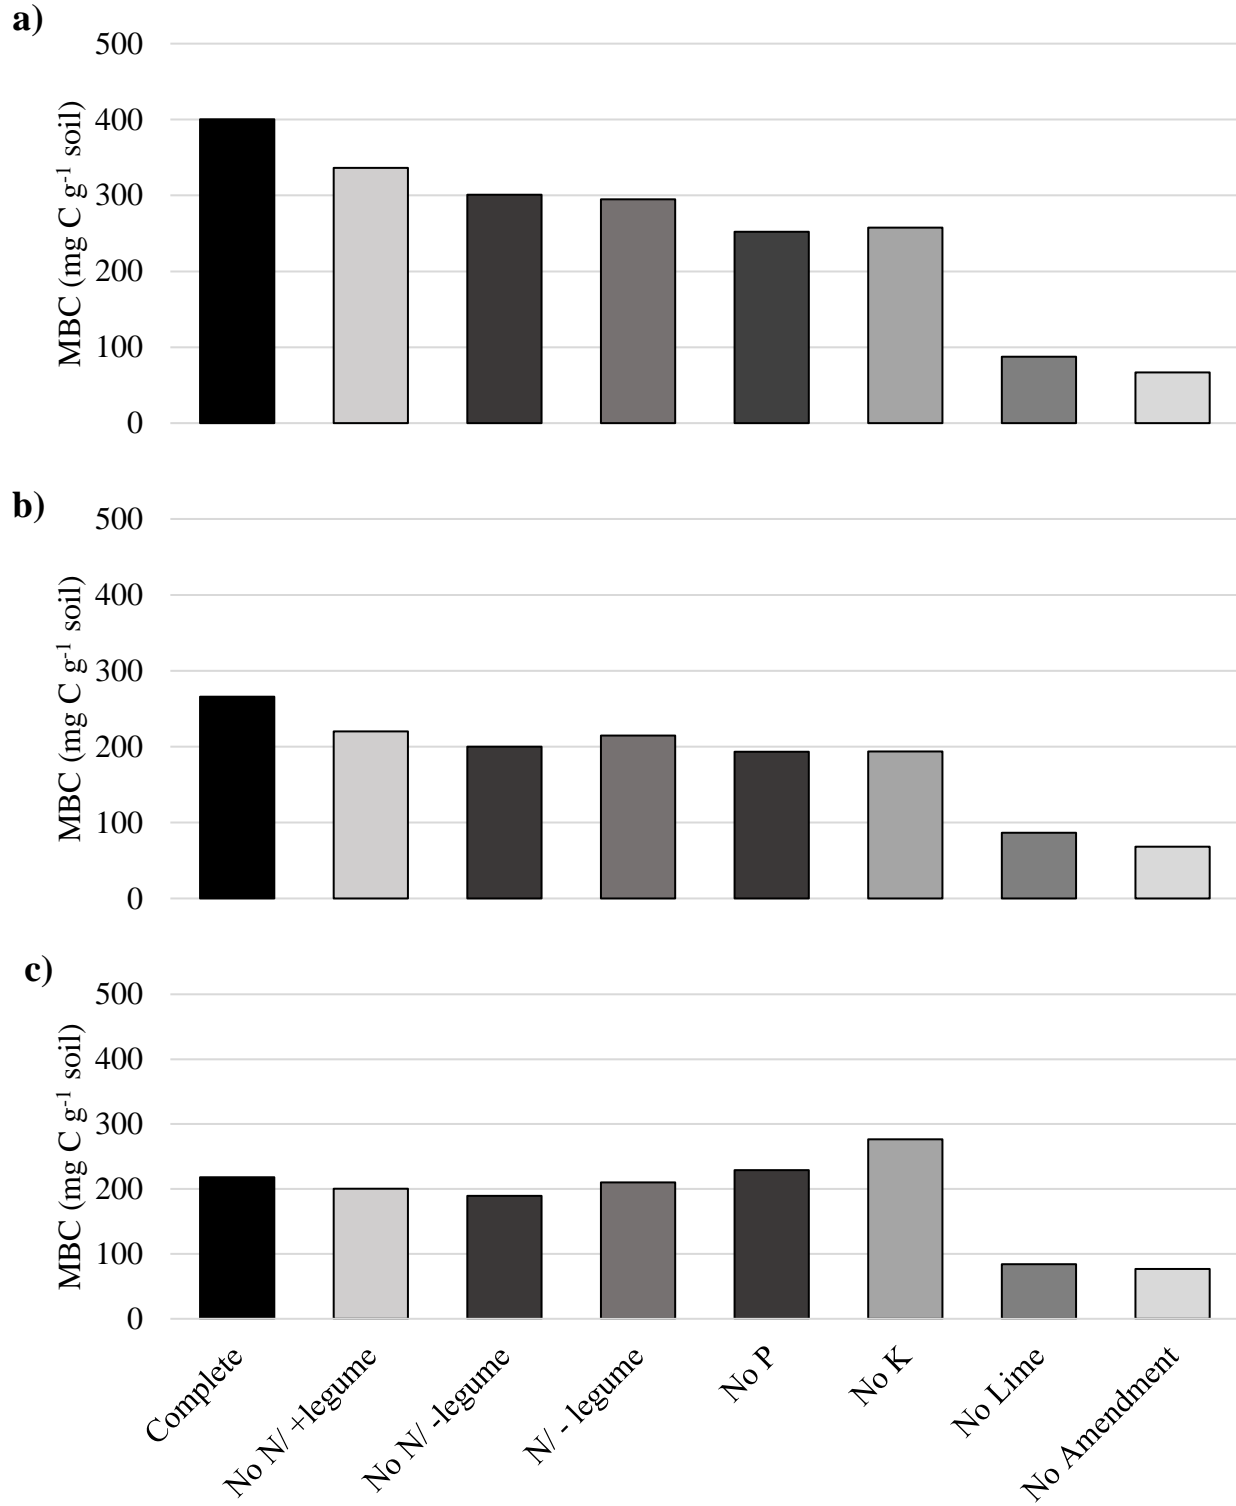 a)
MBC (mg C g⁻¹ soil)
500
400
300
200
100
0
b)
MBC (mg C g⁻¹ soil)
500
400
300
200
100
0
c)
MBC (mg C g⁻¹ soil)
500
400
300
200
100
0
Complete
No N/ +legume
No N/ -legume
N/ - legume
No P
No K
No Lime
No Amendment